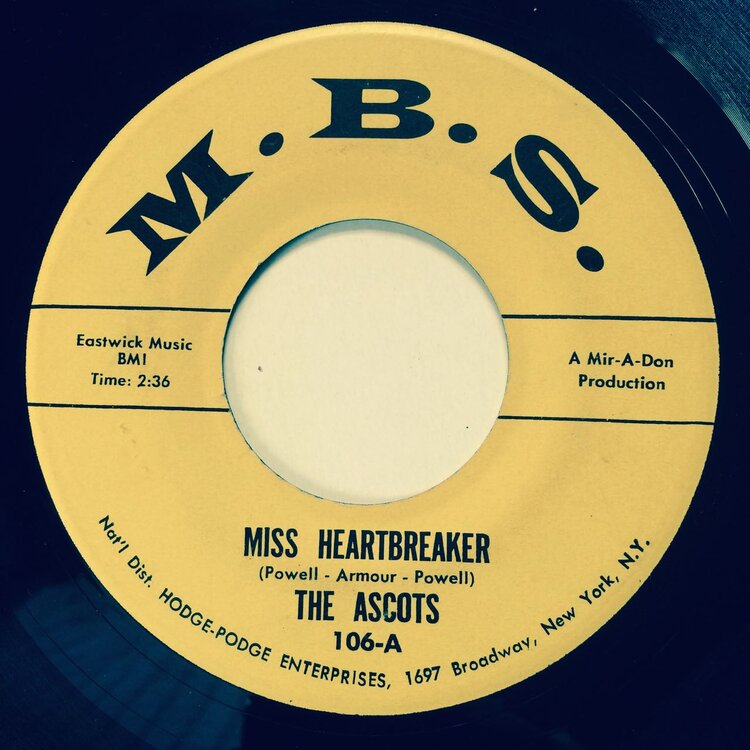 M.B.S.
Eastwick Music
BMI
Time: 2:36
A Mir-A-Don
Production
MISS HEARTBREAKER
(Powell - Armour - Powell)
THE ASCOTS
106-A
Nat'l Dist. HODGE-PODGE ENTERPRISES, 1697 Broadway, New York, N.Y.